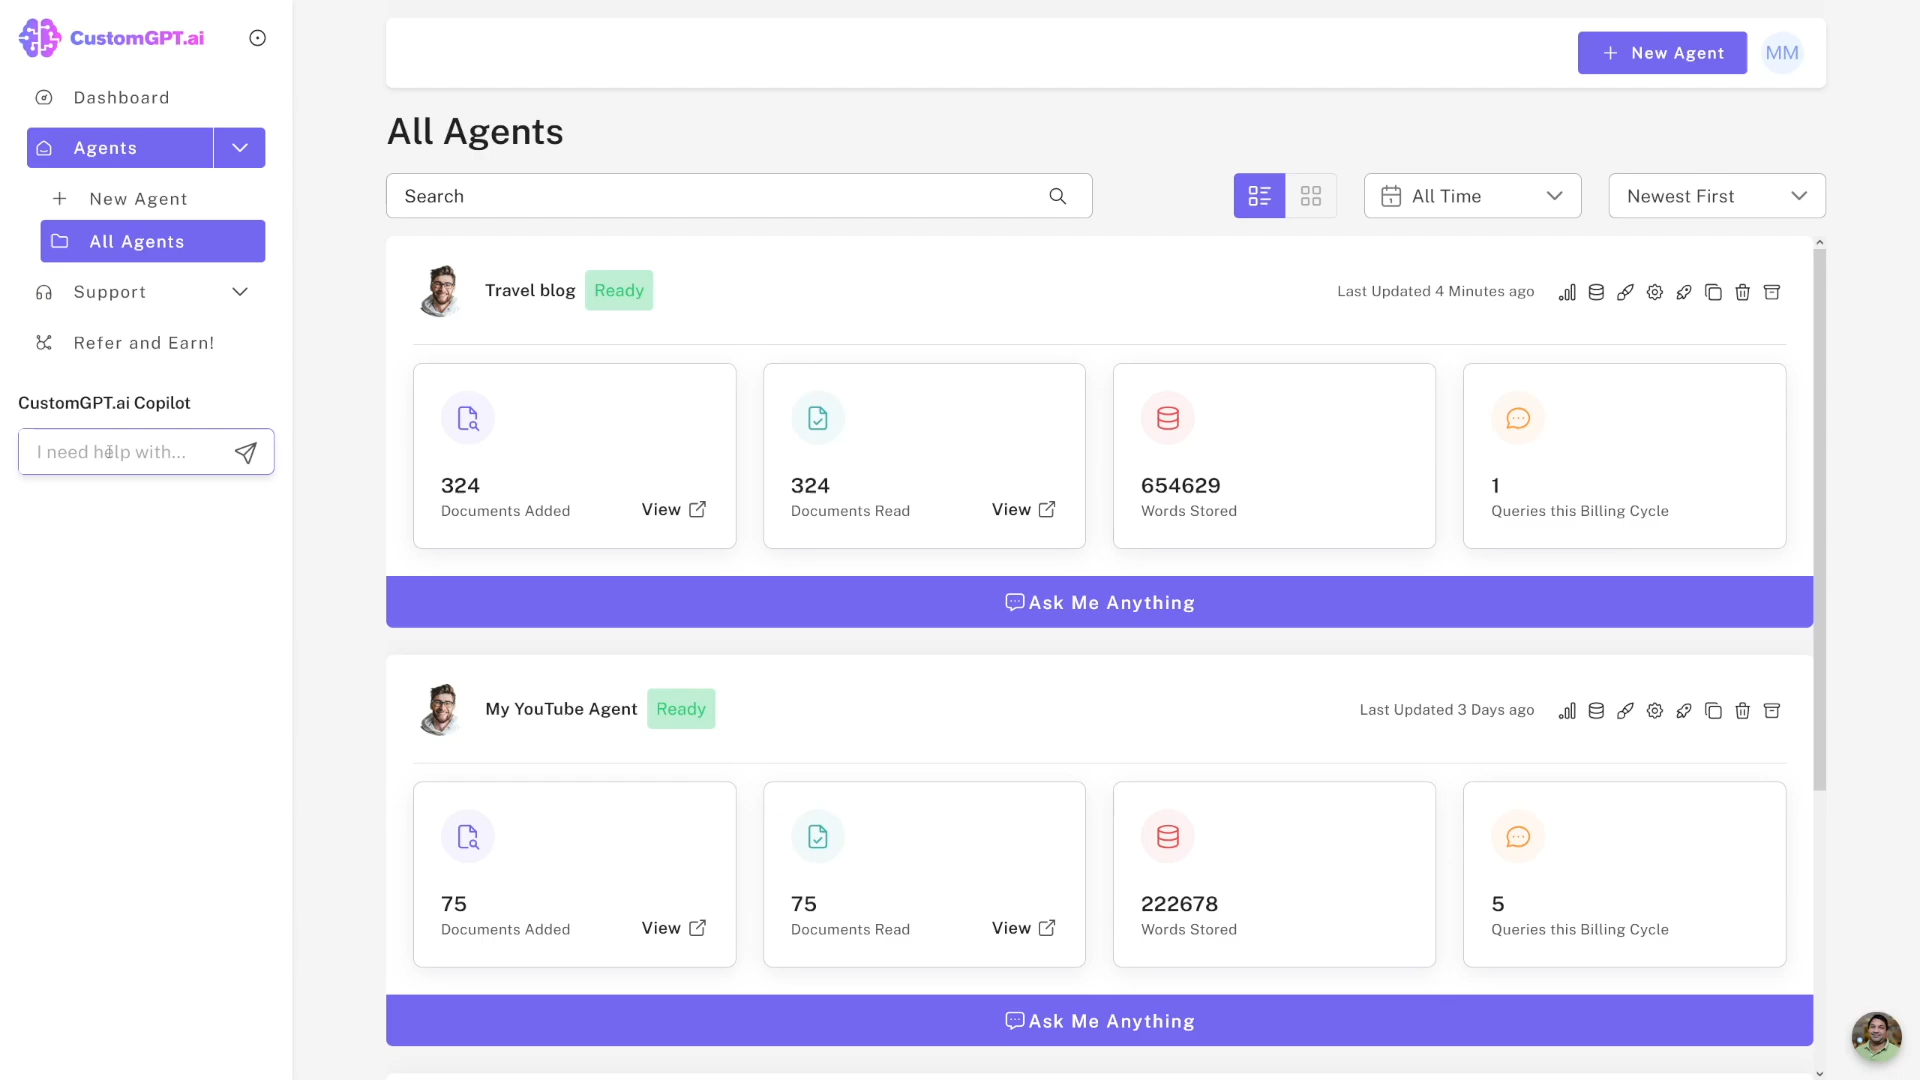 CustomGPT.ai
Dashboard
Agents
New Agent
All Agents
Support
Refer and Earn!
CustomGPT.ai Copilot
I need help with...
New Agent
MM
All Agents
Search
All Time
Newest First
Travel blog
Ready
Last Updated 4 Minutes ago
324
Documents Added
View
324
Documents Read
View
654629
Words Stored
1
Queries this Billing Cycle
Ask Me Anything
My YouTube Agent
Ready
Last Updated 3 Days ago
75
Documents Added
View
75
Documents Read
View
222678
Words Stored
5
Queries this Billing Cycle
Ask Me Anything